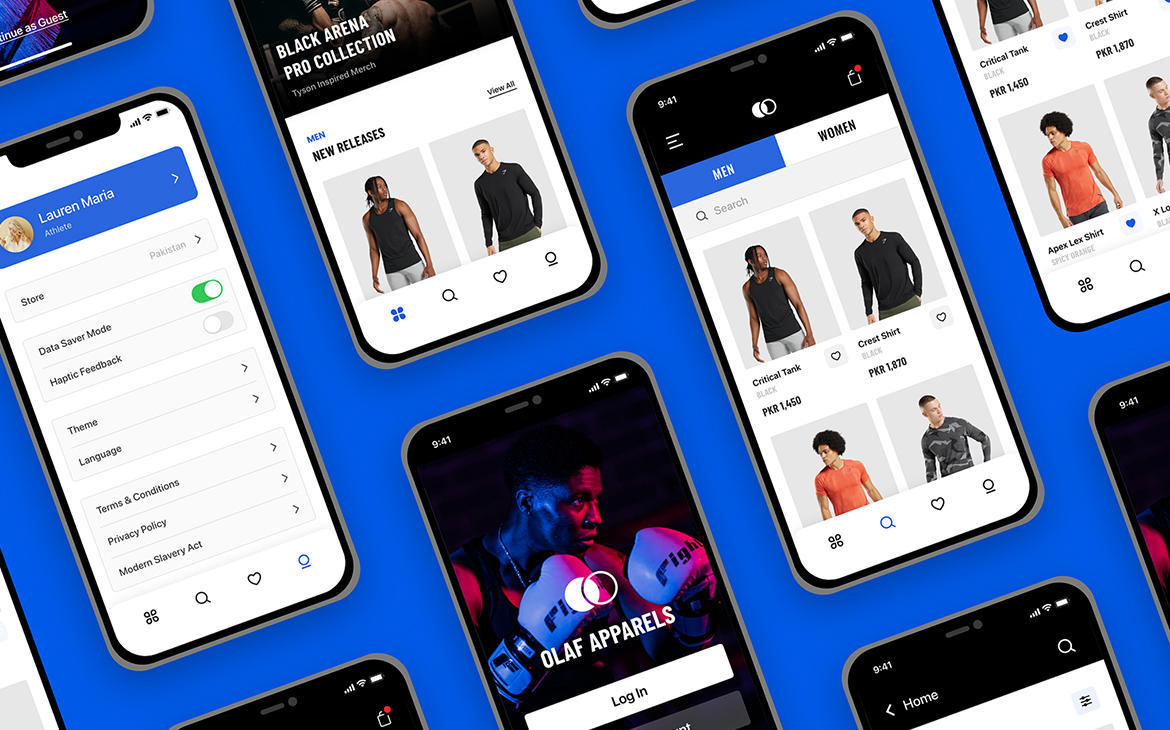 Continue as Guest
Lauren Maria
Athlete
Store
Pakistan
Data Saver Mode
Haptic Feedback
Theme
Language
Terms & Conditions
Privacy Policy
Modern Slavery Act
BLACK ARENA
PRO COLLECTION
Tyson Inspired Merch
View All
MEN
NEW RELEASES
9:41
OLAF APPARELS
Log In
9:41
MEN
WOMEN
Search
Critical Tank
BLACK
PKR 1,450
Crest Shirt
BLACK
PKR 1,870
Critical Tank
BLACK
PKR 1,450
Crest Shirt
BLACK
PKR 1,870
Apex Lex Shirt
SPICY ORANGE
9:41
9:41
Home